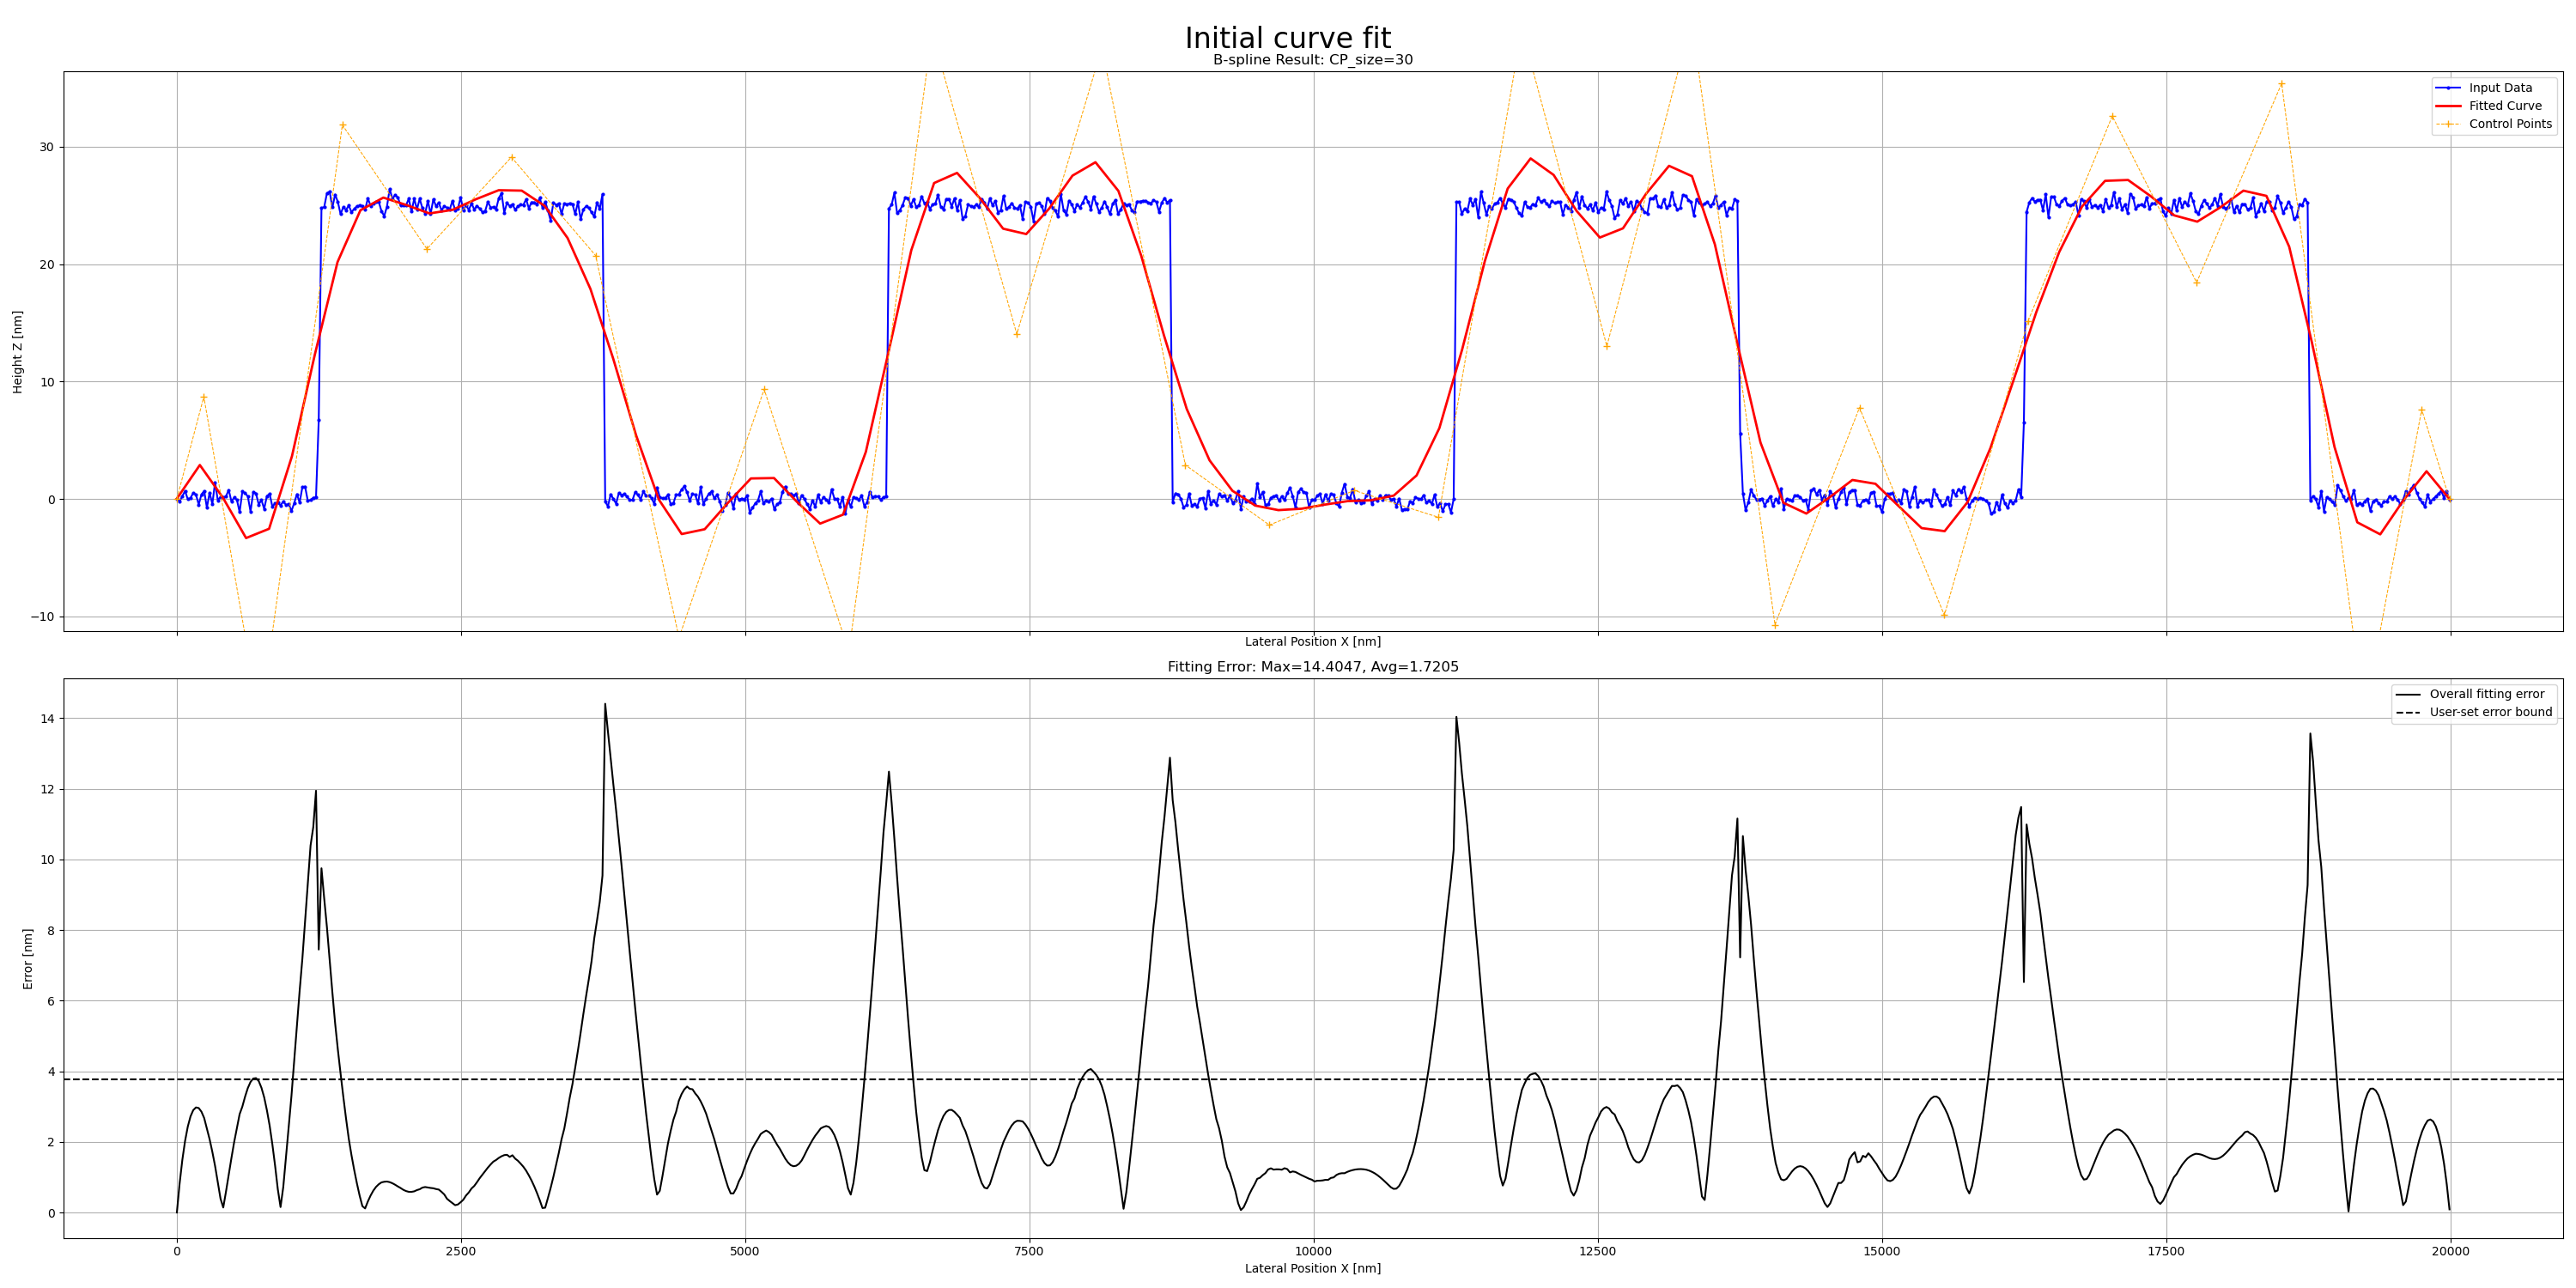 Initial curve fit
B-spline Result: CP_size=30
Input Data
Fitted Curve
Control Points
Height Z [nm]
30
20
10
0
−10
Lateral Position X [nm]
Fitting Error: Max=14.4047, Avg=1.7205
Overall fitting error
User-set error bound
Error [nm]
14
12
10
8
6
4
2
0
0 2500 5000 7500 10000 12500 15000 17500 20000
Lateral Position X [nm]